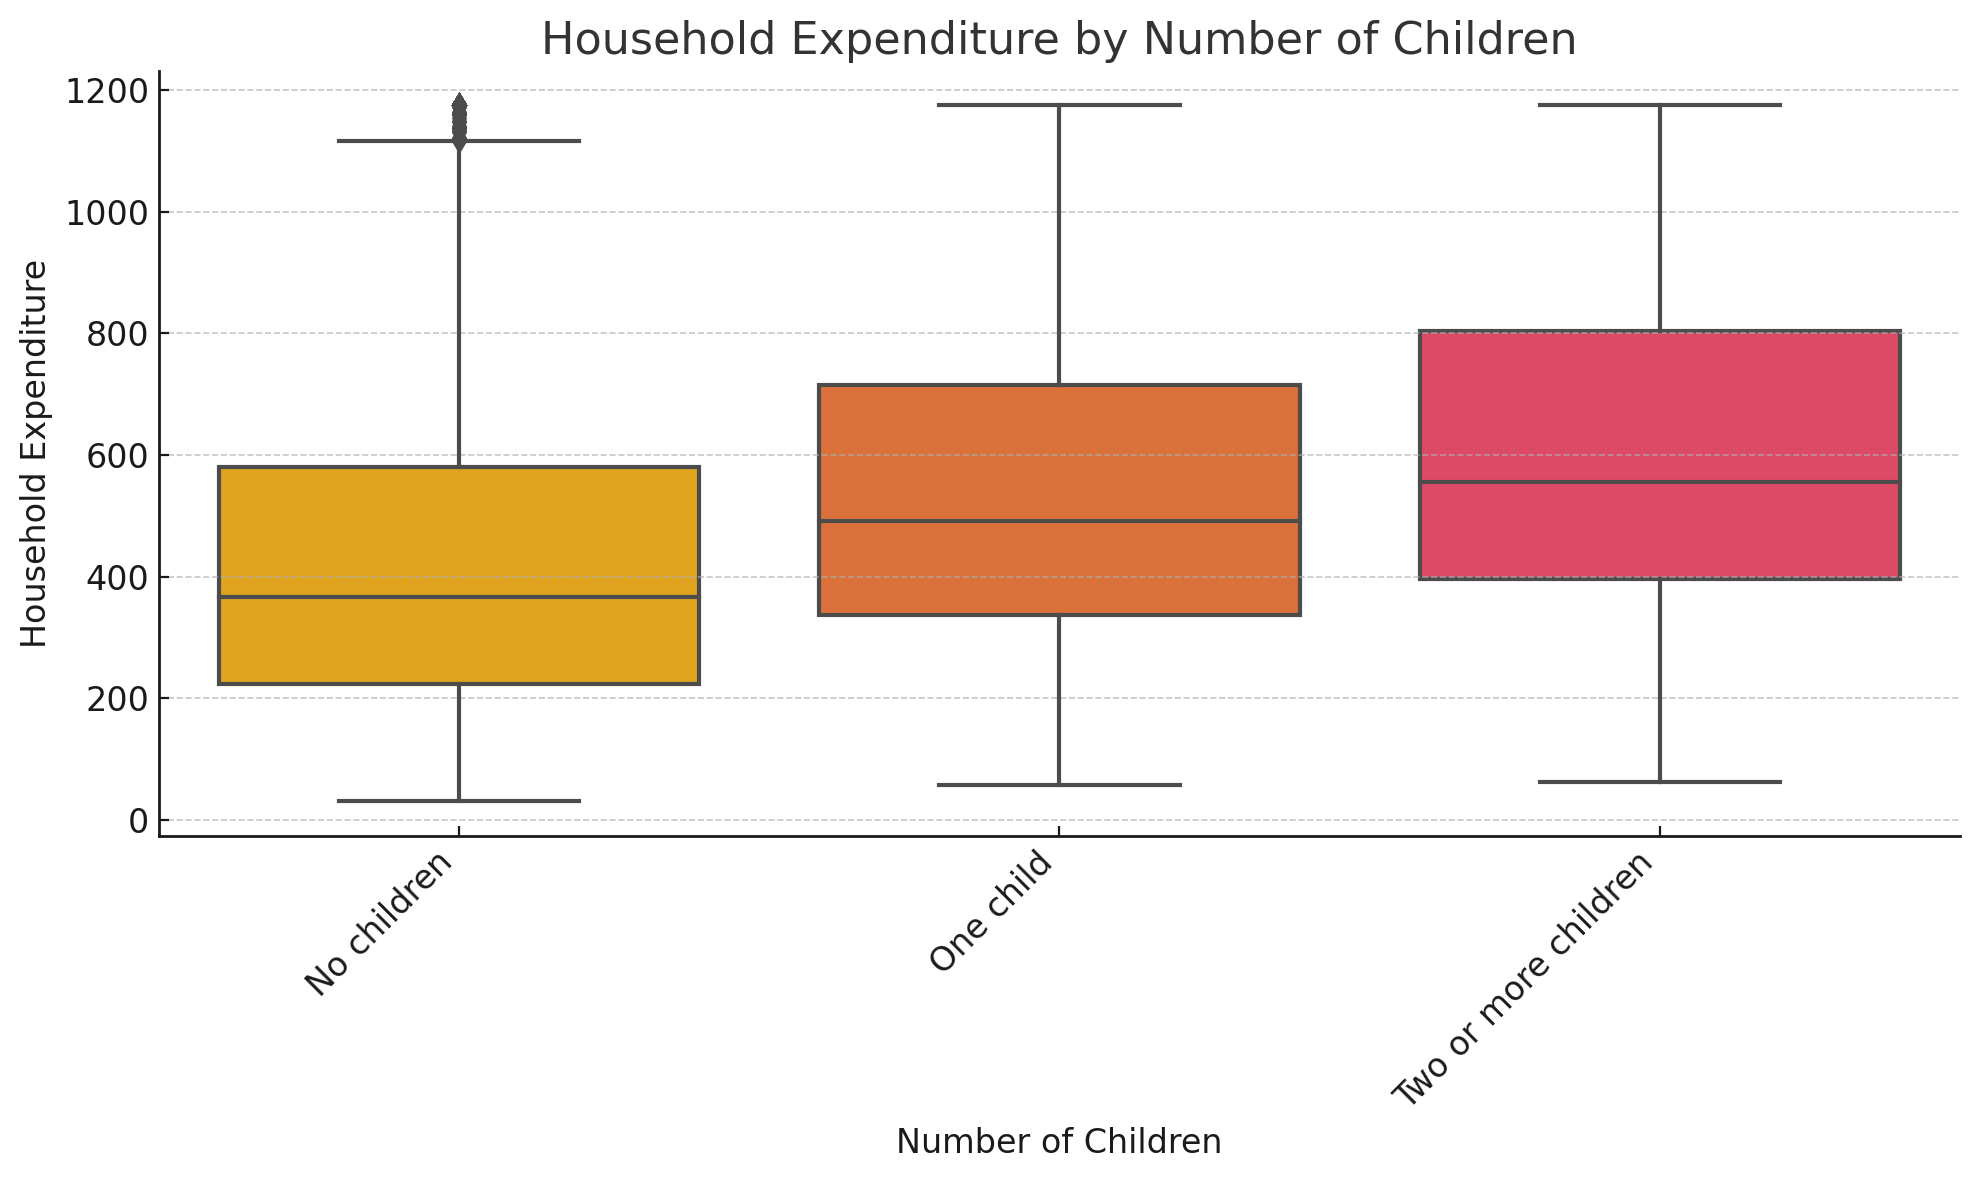 Household Expenditure by Number of Children
Household Expenditure
1200
1000
800
600
400
200
0
No children
One child
Two or more children
Number of Children